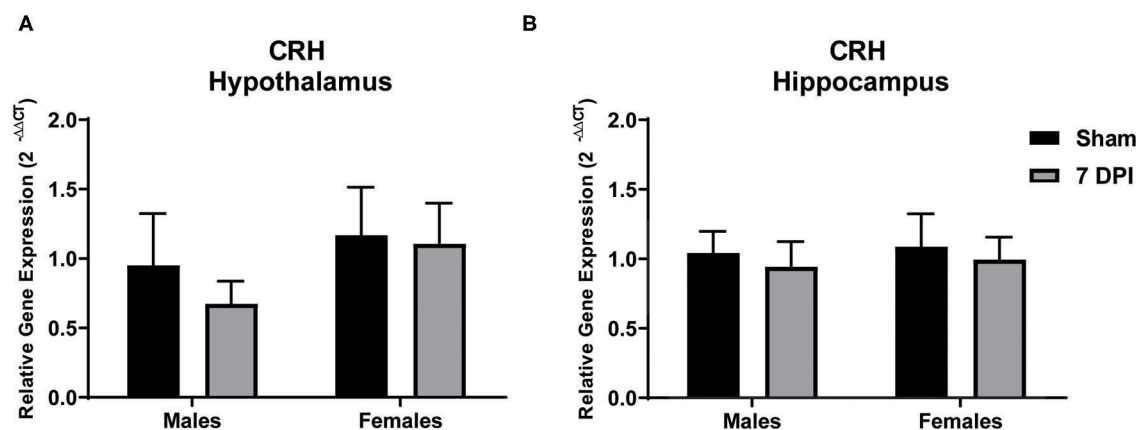 A
CRH
Hypothalamus
Relative Gene Expression (2 -ΔΔCT)
2.0
1.5
1.0
0.5
0.0
Males
Females
B
CRH
Hippocampus
Relative Gene Expression (2 -ΔΔCT)
2.0
1.5
1.0
0.5
0.0
Males
Females
Sham
7 DPI